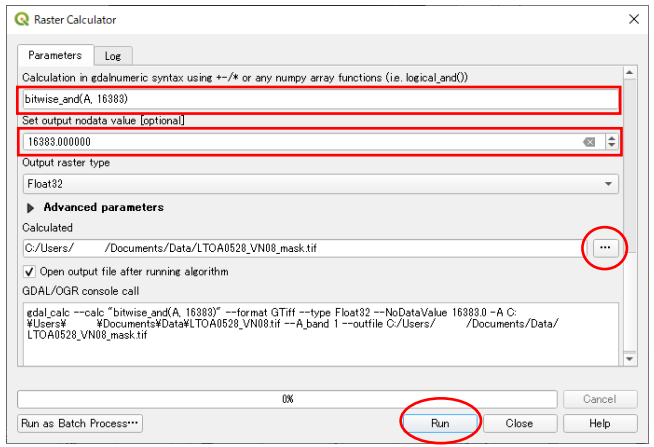 Raster Calculator
Parameters Log
Calculation in gdalnumeric syntax using +-/* or any numpy array functions (i.e. logical_and())
bitwise_and(A, 16383)
Set output nodata value [optional]
16383.000000
Output raster type
Float32
Advanced parameters
Calculated
C:/Users/ /Documents/Data/LTOA0528_VN08_mask.tif ...
Open output file after running algorithm
GDAL/OGR console call
gdal_calc --calc "bitwise_and(A, 16383)" --format GTiff --type Float32 --NoDataValue 16383.0 -A C:
¥Users¥ ¥Documents¥Data¥LTOA0528_VN08.tif --A_band 1 --outfile C:/Users/ /Documents/Data/
LTOA0528_VN08_mask.tif
0% Cancel
Run as Batch Process... Run Close Help